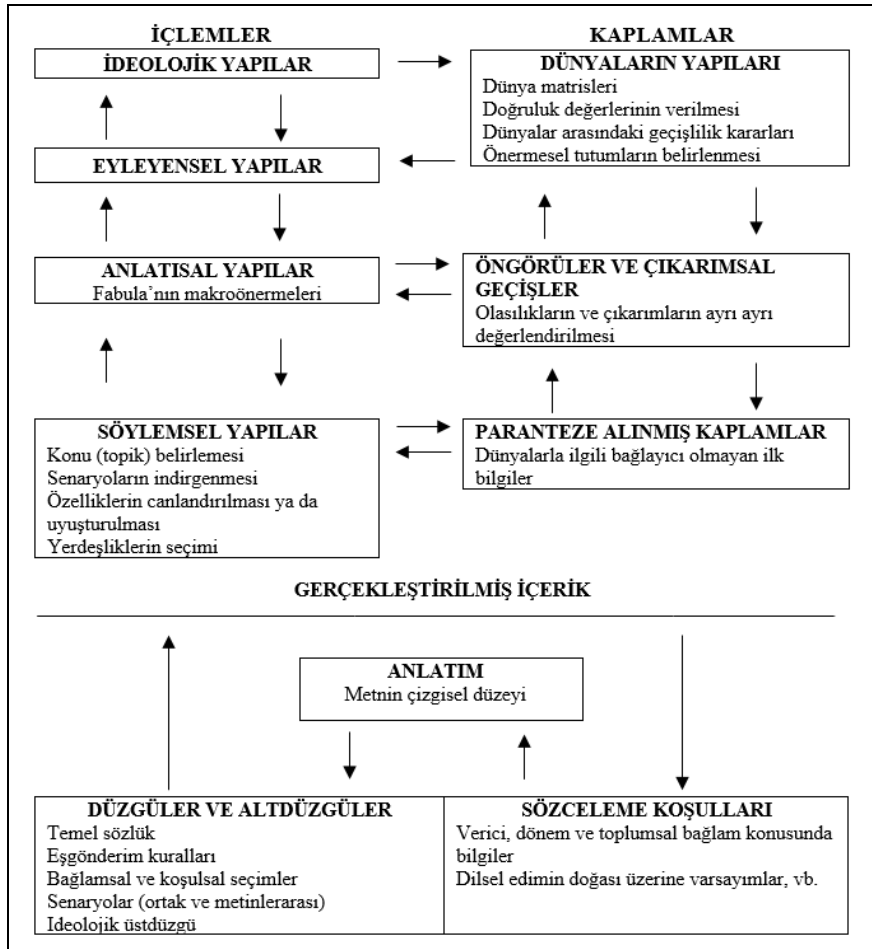 İÇLEMLER
İDEOLOJİK YAPILAR
EYLEYENSEL YAPILAR
ANLATISAL YAPILAR
Fabula’nın makroönermeleri
SÖYLEMSEL YAPILAR
Konu (topik) belirlemesi
Senaryoların indirgenmesi
Özelliklerin canlandırılması ya da
uyuşturulması
Yerdeşliklerin seçimi
KAPLAMLAR
DÜNYALARIN YAPILARI
Dünya matrisleri
Doğruluk değerlerinin verilmesi
Dünyalar arasındaki geçişlilik kararları
Önermesel tutumların belirlenmesi
ÖNGÖRÜLER VE ÇIKARIMSAL
GEÇİŞLER
Olasılıkların ve çıkarımların ayrı ayrı
değerlendirilmesi
PARANTEZE ALINMIŞ KAPLAMLAR
Dünyalarla ilgili bağlayıcı olmayan ilk
bilgiler
GERÇEKLEŞTİRİLMİŞ İÇERİK
ANLATIM
Metnin çizgisel düzeyi
DÜZGÜLER VE ALTDÜZGÜLER
Temel sözlük
Eşgönderim kuralları
Bağlamsal ve koşulsal seçimler
Senaryolar (ortak ve metinlerarası)
Ideolojik üstdüzgü
SÖZCELEME KOŞULLARI
Verici, dönem ve toplumsal bağlam konusunda
bilgiler
Dilsel edimin doğası üzerine varsayımlar, vb.